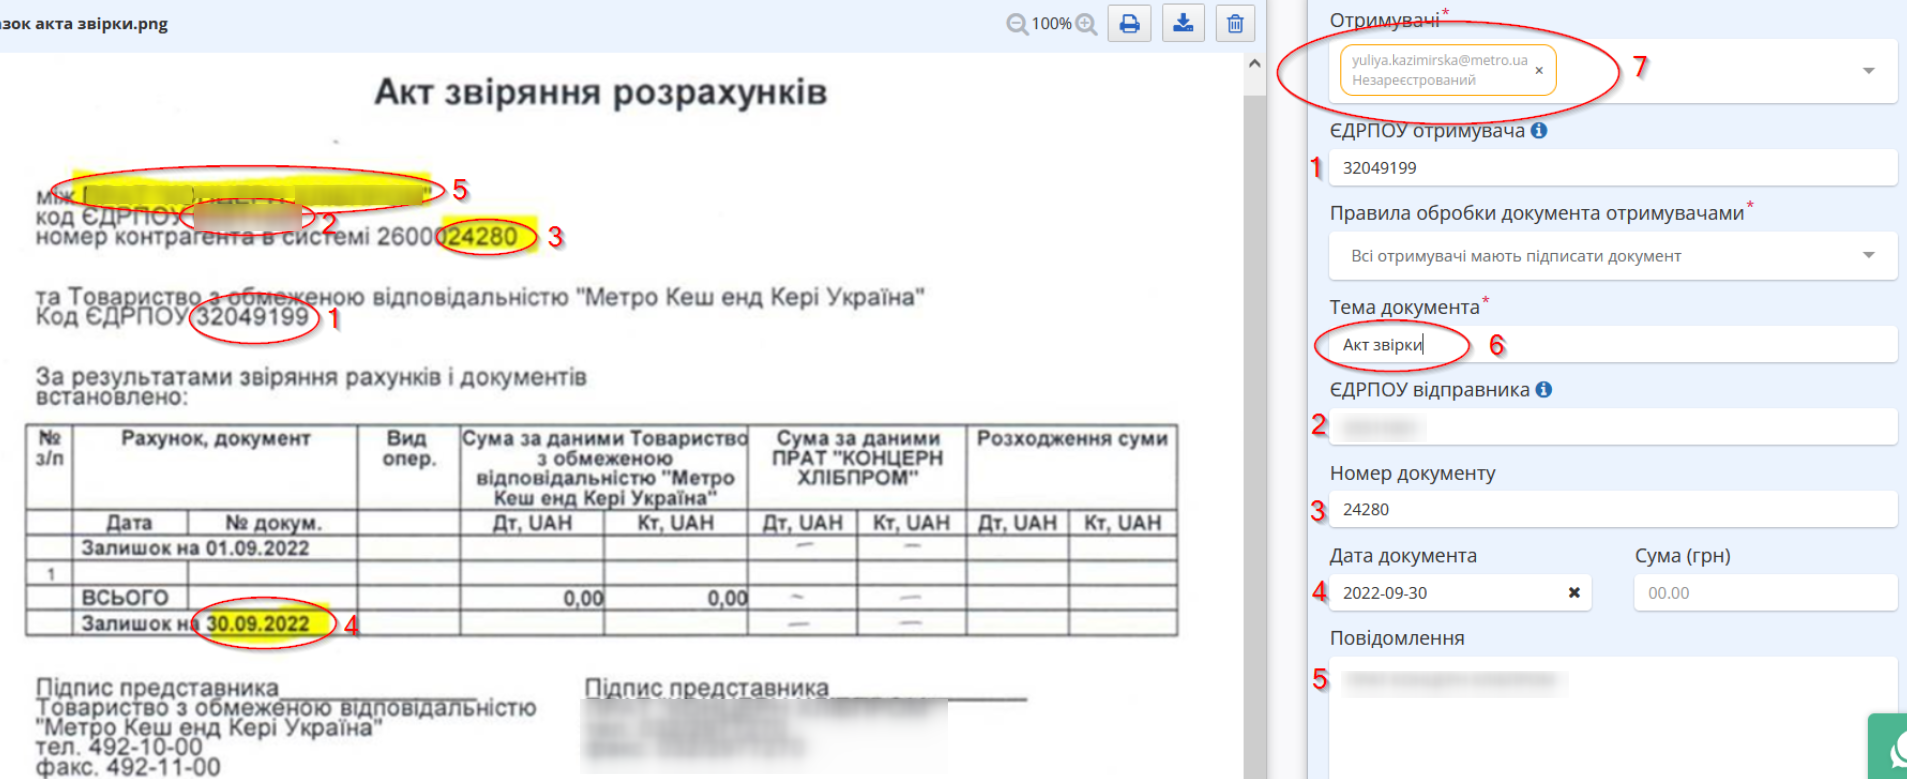 зок акта звірки.png
100%
Акт звіряння розрахунків
між " 5
код ЄДРПОУ 2
номер контрагента в системі 2600024280 3
та Товариство з обмеженою відповідальністю "Метро Кеш енд Кері Україна"
Код ЄДРПОУ 32049199 1
За результатами звіряння рахунків і документів
встановлено:
№ з/п Рахунок, документ Вид опер. Сума за даними Товариство з обмеженою відповідальністю "Метро Кеш енд Кері Україна" Сума за даними ПРАТ "КОНЦЕРН ХЛІБПРОМ" Розходження суми
Дата № докум. Дт, UAH Кт, UAH Дт, UAH Кт, UAH Дт, UAH Кт, UAH
Залишок на 01.09.2022 — —
1
ВСЬОГО 0,00 0,00 ~ —
Залишок на 30.09.2022 4 — —
Підпис представника
Товариство з обмеженою відповідальністю
"Метро Кеш енд Кері Україна"
тел. 492-10-00
факс. 492-11-00
Підпис представника
Отримувачі*
yuliya.kazimirska@metro.ua ×
Незареєстрований
7
ЄДРПОУ отримувача
1 32049199
Правила обробки документа отримувачами*
Всі отримувачі мають підписати документ
Тема документа*
Акт звірки 6
ЄДРПОУ відправника
2
Номер документу
3 24280
Дата документа Сума (грн)
4 2022-09-30 00.00
Повідомлення
5